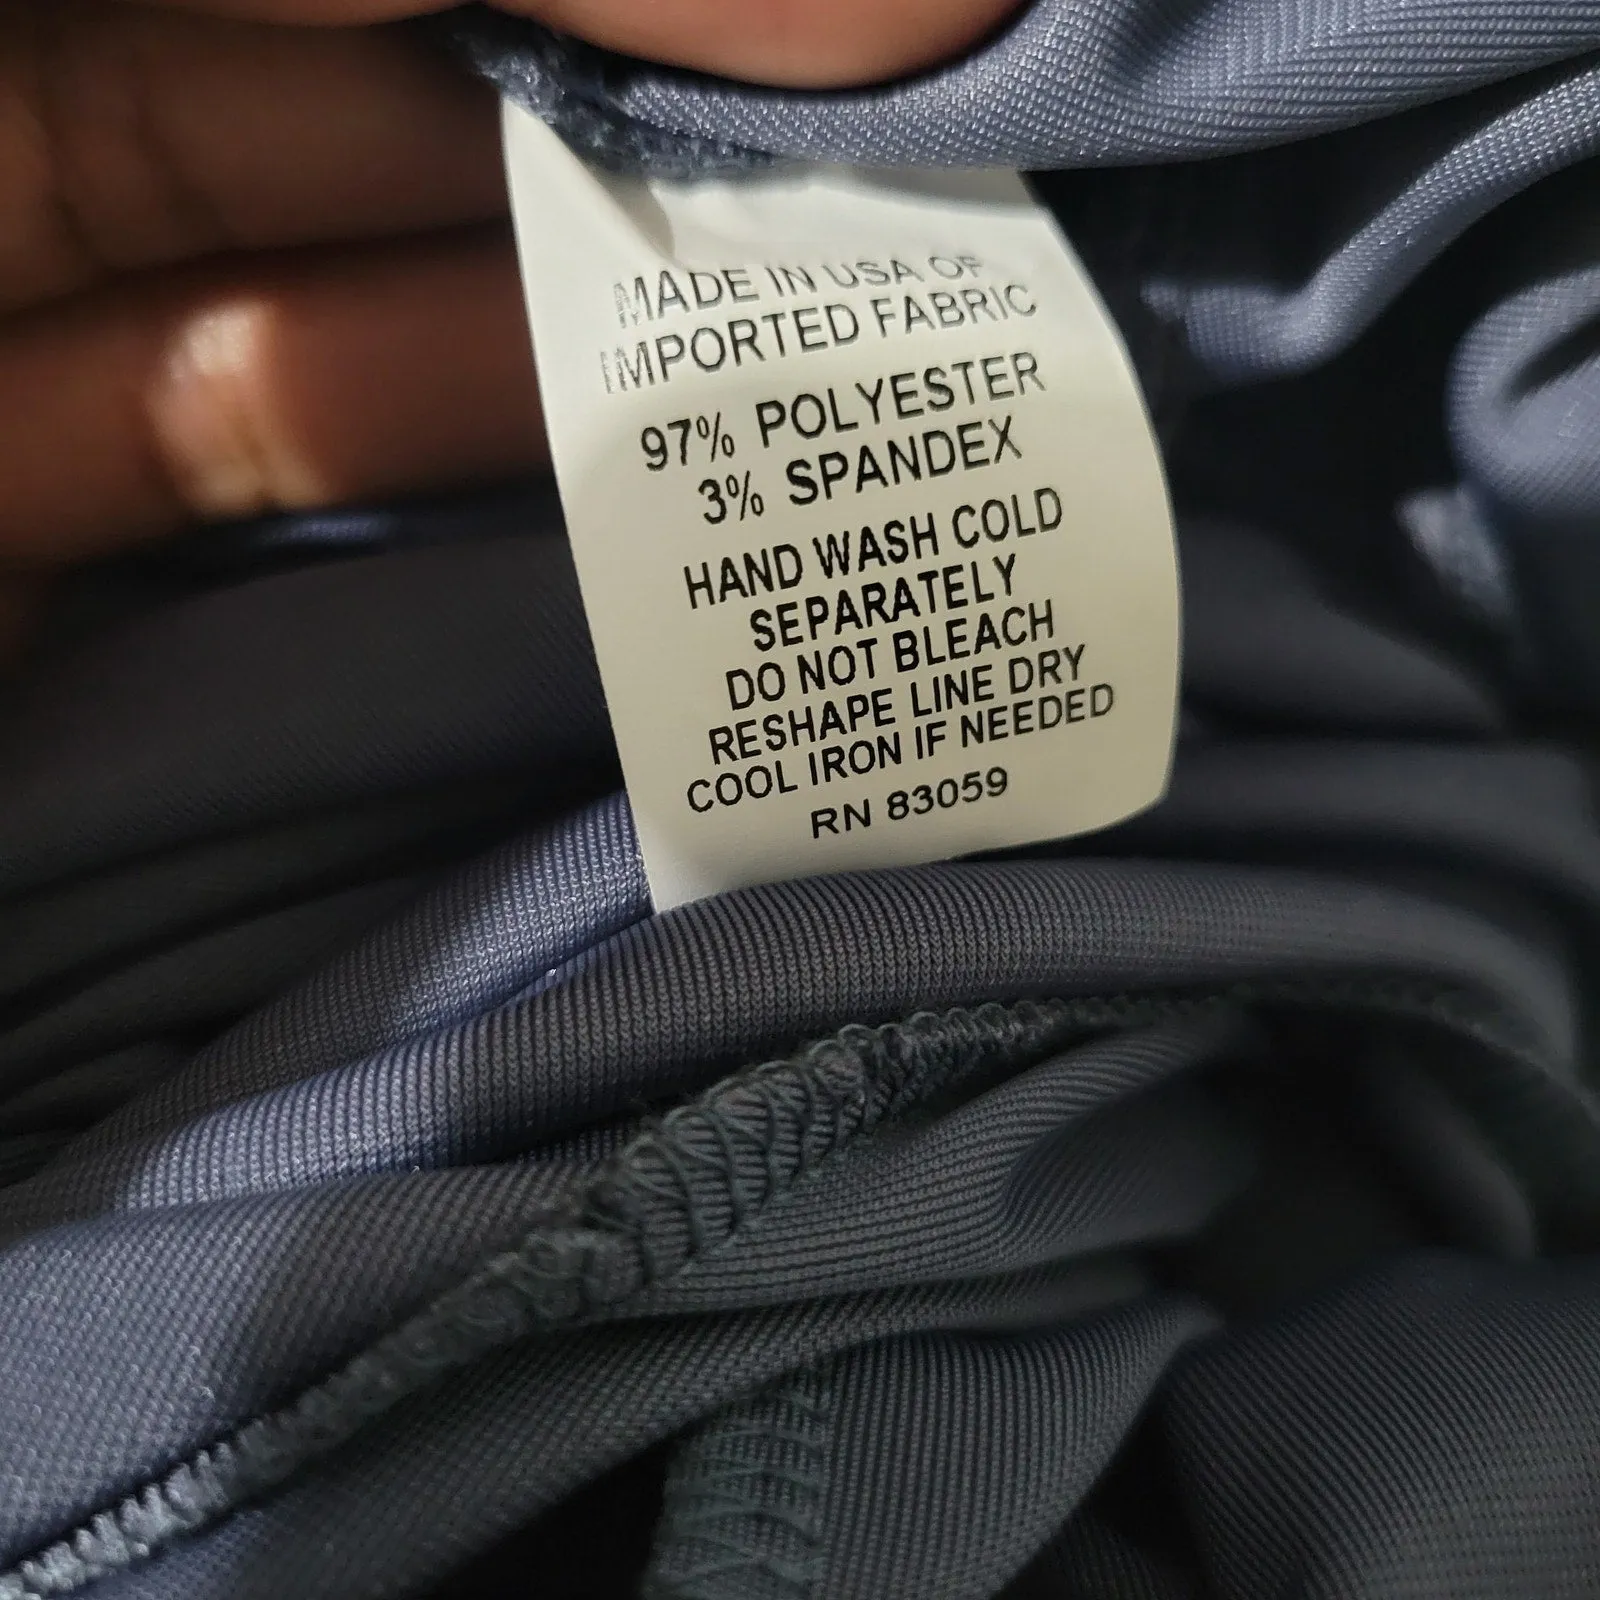 MADE IN USA OF
IMPORTED FABRIC
97% POLYESTER
3% SPANDEX
HAND WASH COLD
SEPARATELY
DO NOT BLEACH
RESHAPE LINE DRY
COOL IRON IF NEEDED
RN 83059